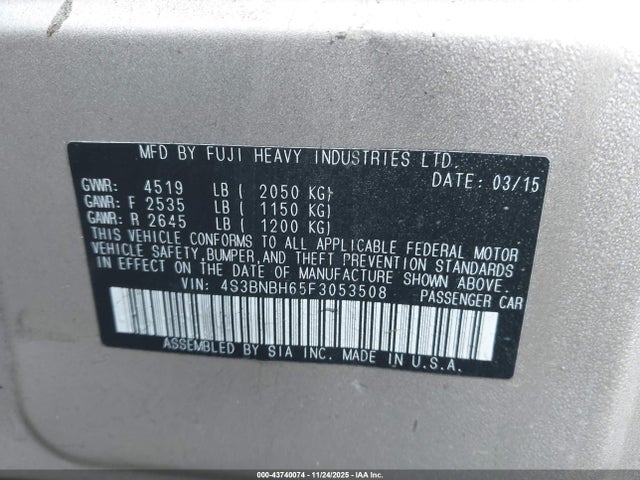 MFD BY FUJI HEAVY INDUSTRIES LTD.
DATE: 03/15
GVWR: 4519 LB ( 2050 KG)
GAWR: F 2535 LB ( 1150 KG)
GAWR: R 2645 LB ( 1200 KG)
THIS VEHICLE CONFORMS TO ALL APPLICABLE FEDERAL MOTOR
VEHICLE SAFETY, BUMPER, AND THEFT PREVENTION STANDARDS
IN EFFECT ON THE DATE OF MANUFACTURE SHOWN ABOVE.
VIN: 4S3BNBH65F3053508 PASSENGER CAR
ASSEMBLED BY SIA INC. MADE IN U.S.A.
000-43740074 | 11/24/2025 | IAA Inc.